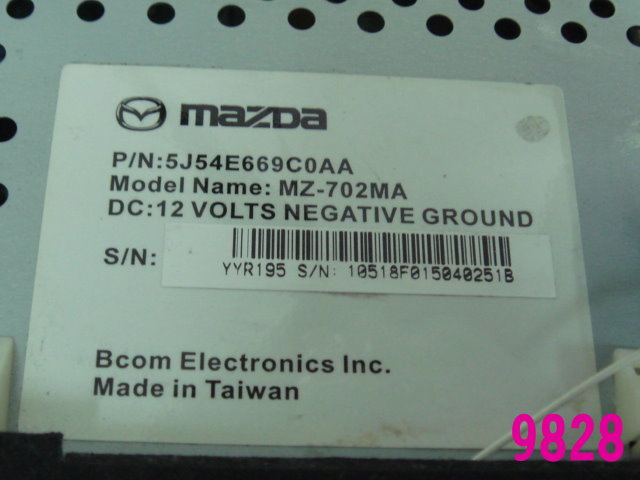 mazda
P/N:5J54E669C0AA
Model Name: MZ-702MA
DC:12 VOLTS NEGATIVE GROUND
S/N:
YYR195 S/N: 10518F015040251B
Bcom Electronics Inc.
Made in Taiwan
9828